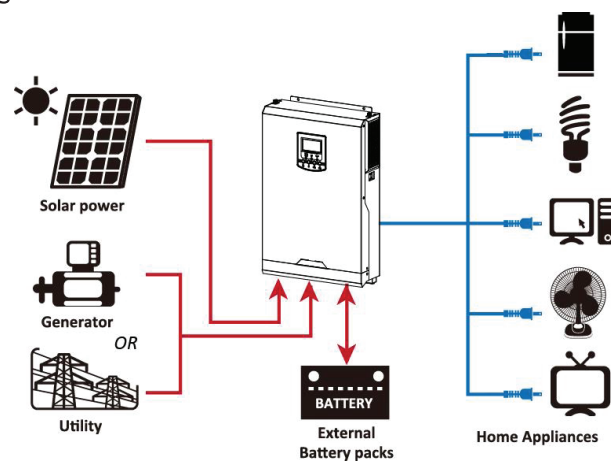 Solar power
Generator
OR
Utility
BATTERY
External
Battery packs
Home Appliances